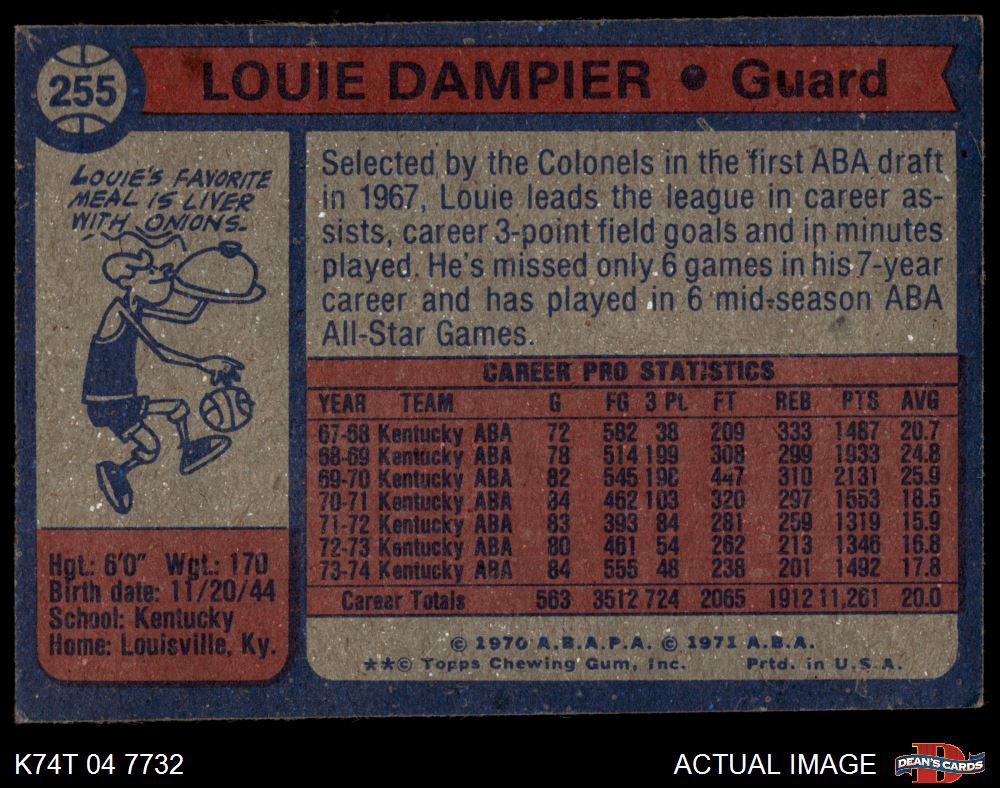 255
LOUIE DAMPIER • Guard
LOUIE'S FAVORITE
MEAL IS LIVER
WITH ONIONS.
Selected by the Colonels in the first ABA draft
in 1967, Louie leads the league in career as-
sists, career 3-point field goals and in minutes
played. He's missed only 6 games in his 7-year
career and has played in 6 mid-season ABA
All-Star Games.
CAREER PRO STATISTICS
YEAR TEAM G FG 3 Pt. FT REB PTS AVG
67-68 Kentucky ABA 72 582 38 209 333 1487 20.7
68-69 Kentucky ABA 78 514 199 308 299 1933 24.8
69-70 Kentucky ABA 82 545 198 447 310 2131 25.9
70-71 Kentucky ABA 84 462 103 320 297 1553 18.5
71-72 Kentucky ABA 83 393 84 281 259 1319 15.9
72-73 Kentucky ABA 80 461 54 262 213 1346 16.8
73-74 Kentucky ABA 84 555 48 238 201 1492 17.8
Career Totals 563 3512 724 2065 1912 11,261 20.0
Hgt.: 6'0" Wgt.: 170
Birth date: 11/20/44
School: Kentucky
Home: Louisville, Ky.
© 1970 A.B.A.P.A. © 1971 A.B.A.
**© Topps Chewing Gum, Inc. Prtd. in U.S.A.
K74T 04 7732
ACTUAL IMAGE
D
DEAN'S CARDS